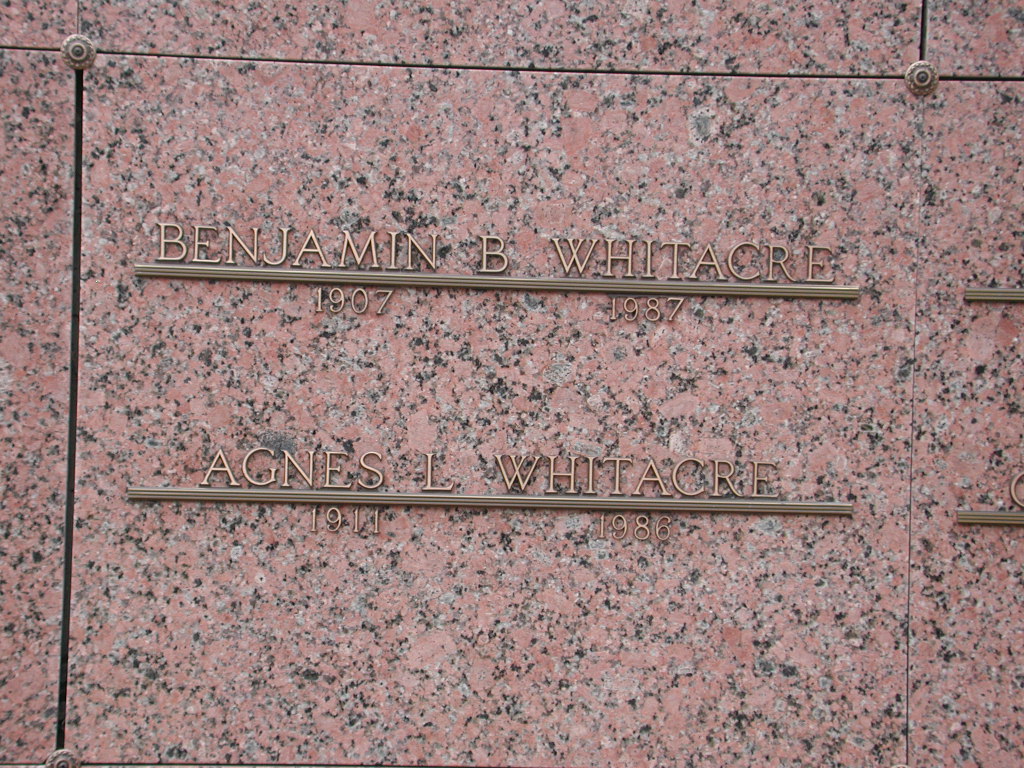 BENJAMIN B WHITACRE
1907 1987
AGNES L WHITACRE
1911 1986